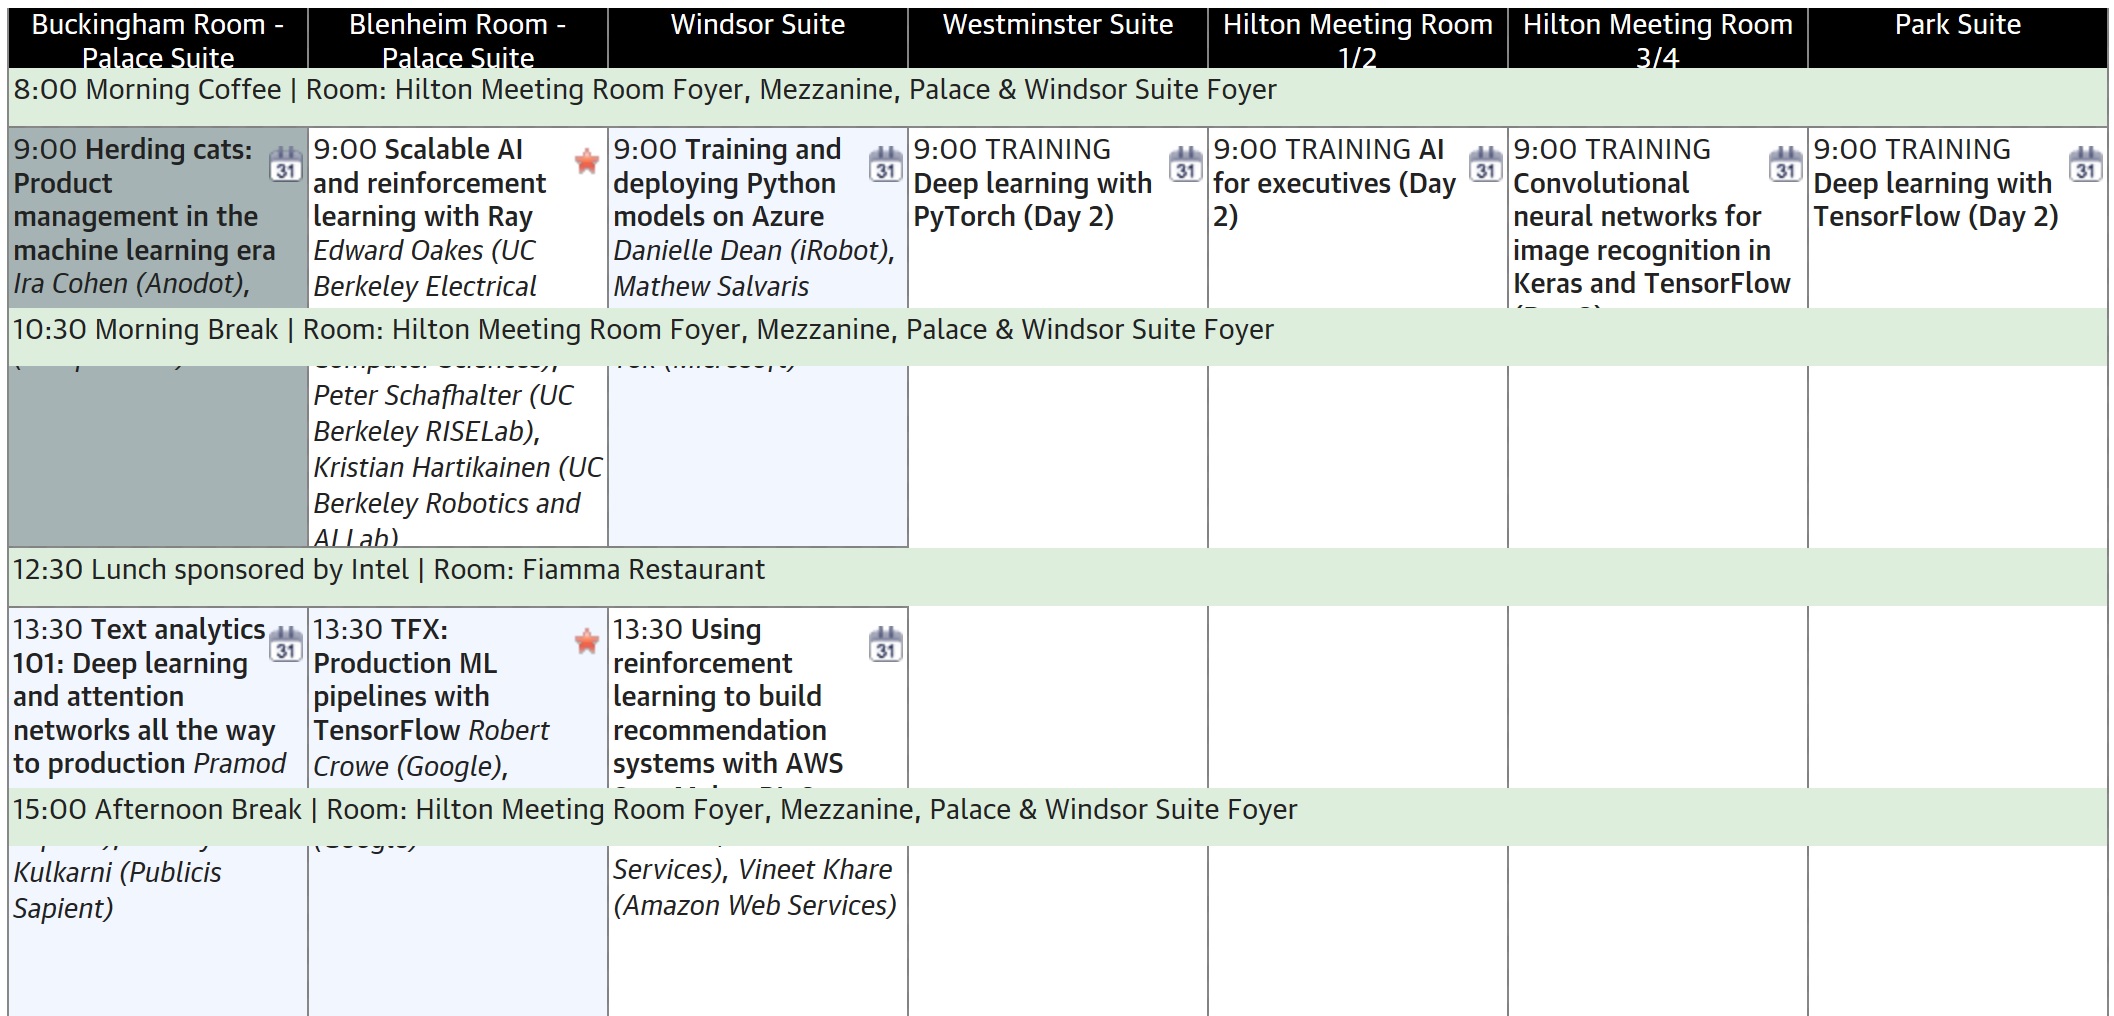 Buckingham Room -
Palace Suite
Blenheim Room -
Palace Suite
Windsor Suite
Westminster Suite
Hilton Meeting Room
1/2
Hilton Meeting Room
3/4
Park Suite
8:00 Morning Coffee | Room: Hilton Meeting Room Foyer, Mezzanine, Palace & Windsor Suite Foyer
9:00 Herding cats:
Product
management in the
machine learning era
Ira Cohen (Anodot),
31
9:00 Scalable AI
and reinforcement
learning with Ray
Edward Oakes (UC
Berkeley Electrical
9:00 Training and
deploying Python
models on Azure
Danielle Dean (iRobot),
Mathew Salvaris
31
9:00 TRAINING
Deep learning with
PyTorch (Day 2)
31
9:00 TRAINING AI
for executives (Day
2)
31
9:00 TRAINING
Convolutional
neural networks for
image recognition in
Keras and TensorFlow
31
9:00 TRAINING
Deep learning with
TensorFlow (Day 2)
31
10:30 Morning Break | Room: Hilton Meeting Room Foyer, Mezzanine, Palace & Windsor Suite Foyer
Peter Schafhalter (UC
Berkeley RISELab),
Kristian Hartikainen (UC
Berkeley Robotics and
AI Lab)
12:30 Lunch sponsored by Intel | Room: Fiamma Restaurant
13:30 Text analytics
101: Deep learning
and attention
networks all the way
to production Pramod
31
13:30 TFX:
Production ML
pipelines with
TensorFlow Robert
Crowe (Google),
13:30 Using
reinforcement
learning to build
recommendation
systems with AWS
31
15:00 Afternoon Break | Room: Hilton Meeting Room Foyer, Mezzanine, Palace & Windsor Suite Foyer
Kulkarni (Publicis
Sapient)
(Google)
Services), Vineet Khare
(Amazon Web Services)